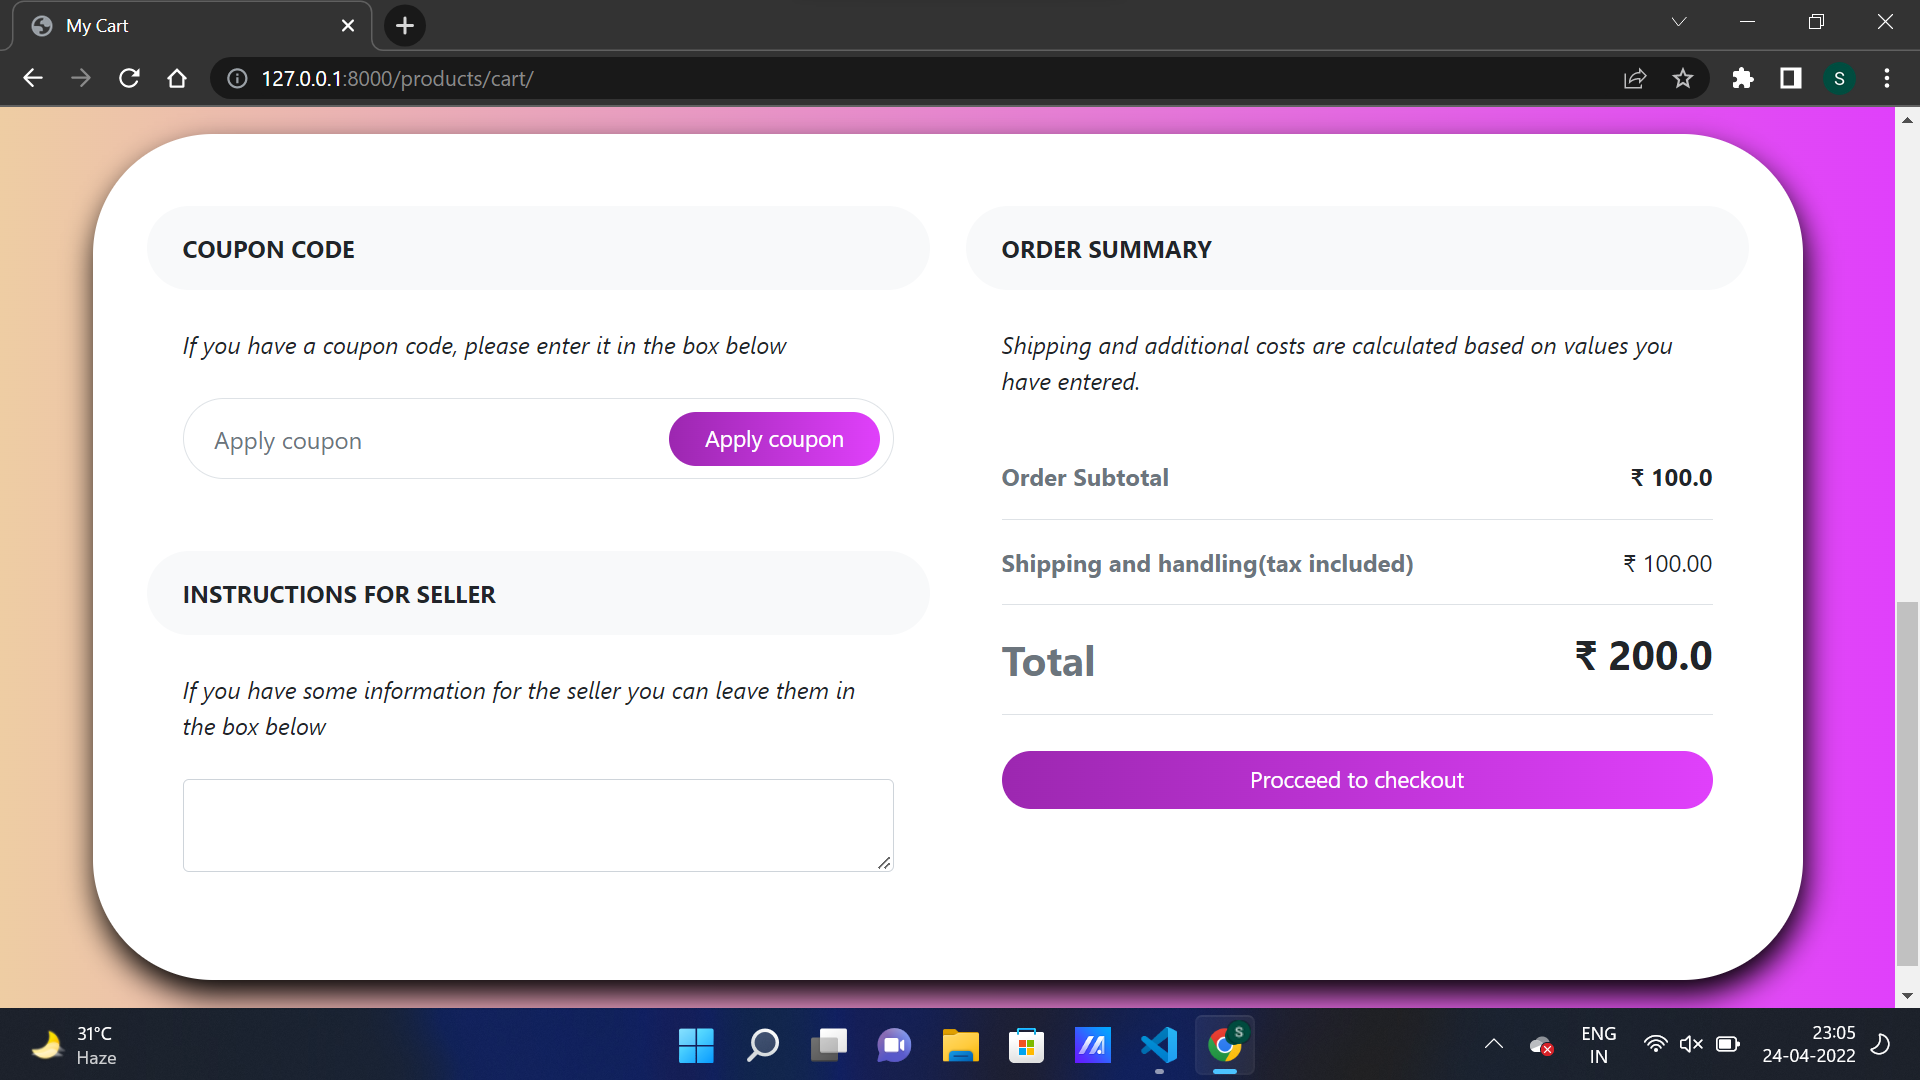 My Cart
127.0.0.1:8000/products/cart/
S
COUPON CODE
If you have a coupon code, please enter it in the box below
Apply coupon
Apply coupon
INSTRUCTIONS FOR SELLER
If you have some information for the seller you can leave them in
the box below
ORDER SUMMARY
Shipping and additional costs are calculated based on values you
have entered.
Order Subtotal ₹ 100.0
Shipping and handling(tax included) ₹ 100.00
Total ₹ 200.0
Procceed to checkout
31°C
Haze
S
ENG
IN
23:05
24-04-2022